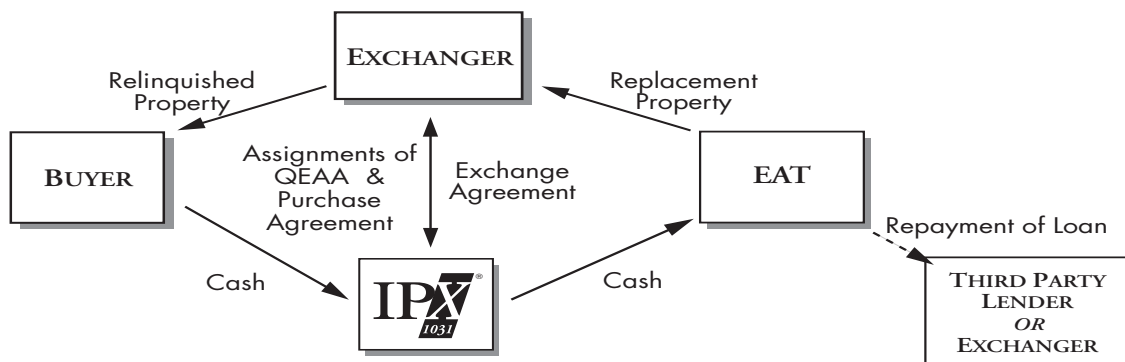 EXCHANGER
Relinquished
Property
Replacement
Property
BUYER
Assignments of
QEAA &
Purchase
Agreement
Exchange
Agreement
EAT
Cash
IPX®
1031
Cash
Repayment of Loan
THIRD PARTY
LENDER
OR
EXCHANGER